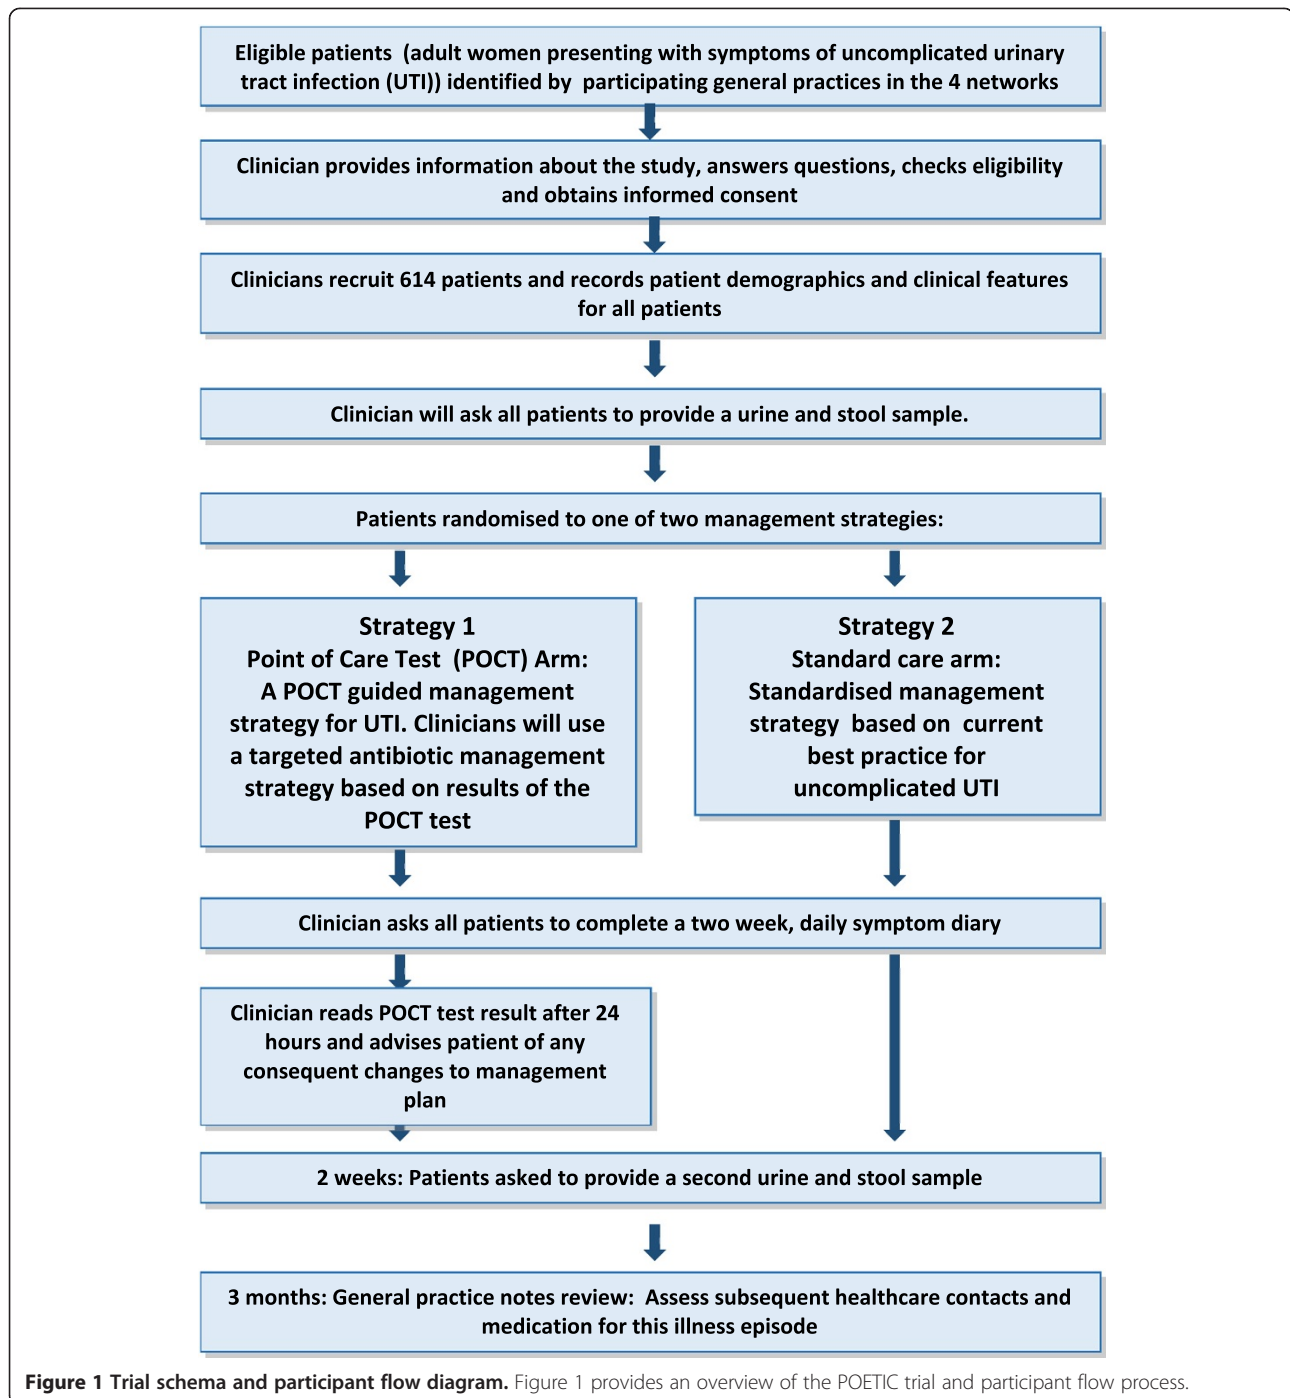 Eligible patients  (adult women presenting with symptoms of uncomplicated urinary
tract infection (UTI)) identified by  participating general practices in the 4 networks
Clinician provides information about the study, answers questions, checks eligibility
and obtains informed consent
Clinicians recruit 614 patients and records patient demographics and clinical features
for all patients
Clinician will ask all patients to provide a urine and stool sample.
Patients randomised to one of two management strategies:
Strategy 1
Point of Care Test  (POCT) Arm:
A POCT guided management
strategy for UTI. Clinicians will use
a targeted antibiotic management
strategy based on results of the
POCT test
Strategy 2
Standard care arm:
Standardised management
strategy  based on  current
best practice for
uncomplicated UTI
Clinician asks all patients to complete a two week, daily symptom diary
Clinician reads POCT test result after 24
hours and advises patient of any
consequent changes to management
plan
2 weeks: Patients asked to provide a second urine and stool sample
3 months: General practice notes review:  Assess subsequent healthcare contacts and
medication for this illness episode
Figure 1 Trial schema and participant flow diagram. Figure 1 provides an overview of the POETIC trial and participant flow process.